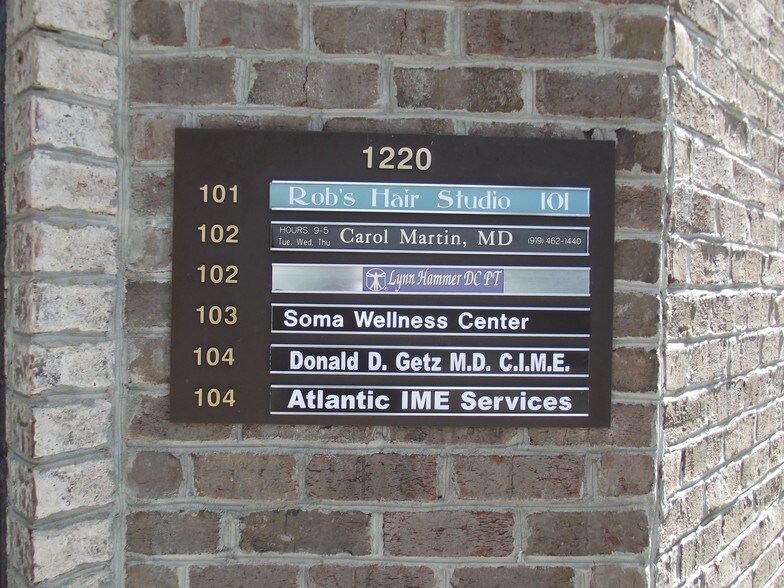 1220
101 Rob's Hair Studio 101
102 HOURS 9-5 Tue. Wed. Thu Carol Martin, MD (919) 462-1440
102 Lynn Hammer DC PT
103 Soma Wellness Center
104 Donald D. Getz M.D. C.I.M.E.
104 Atlantic IME Services